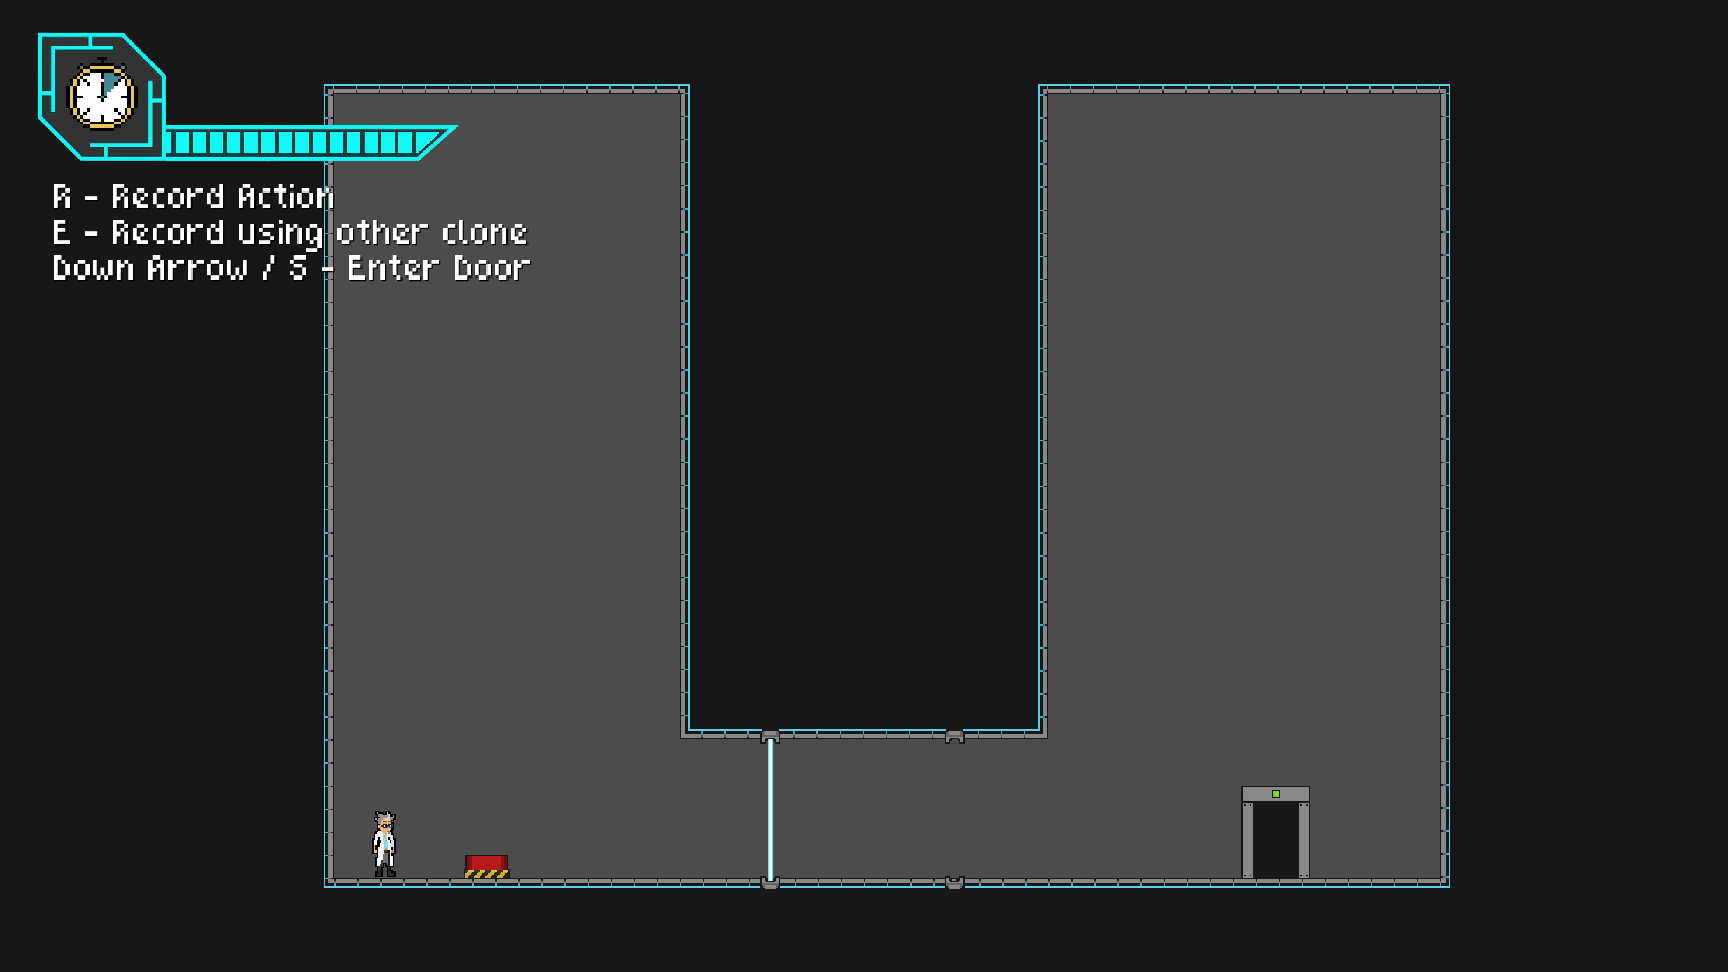 R - Record Action
E - Record using other clone
Down Arrow / S - Enter Door